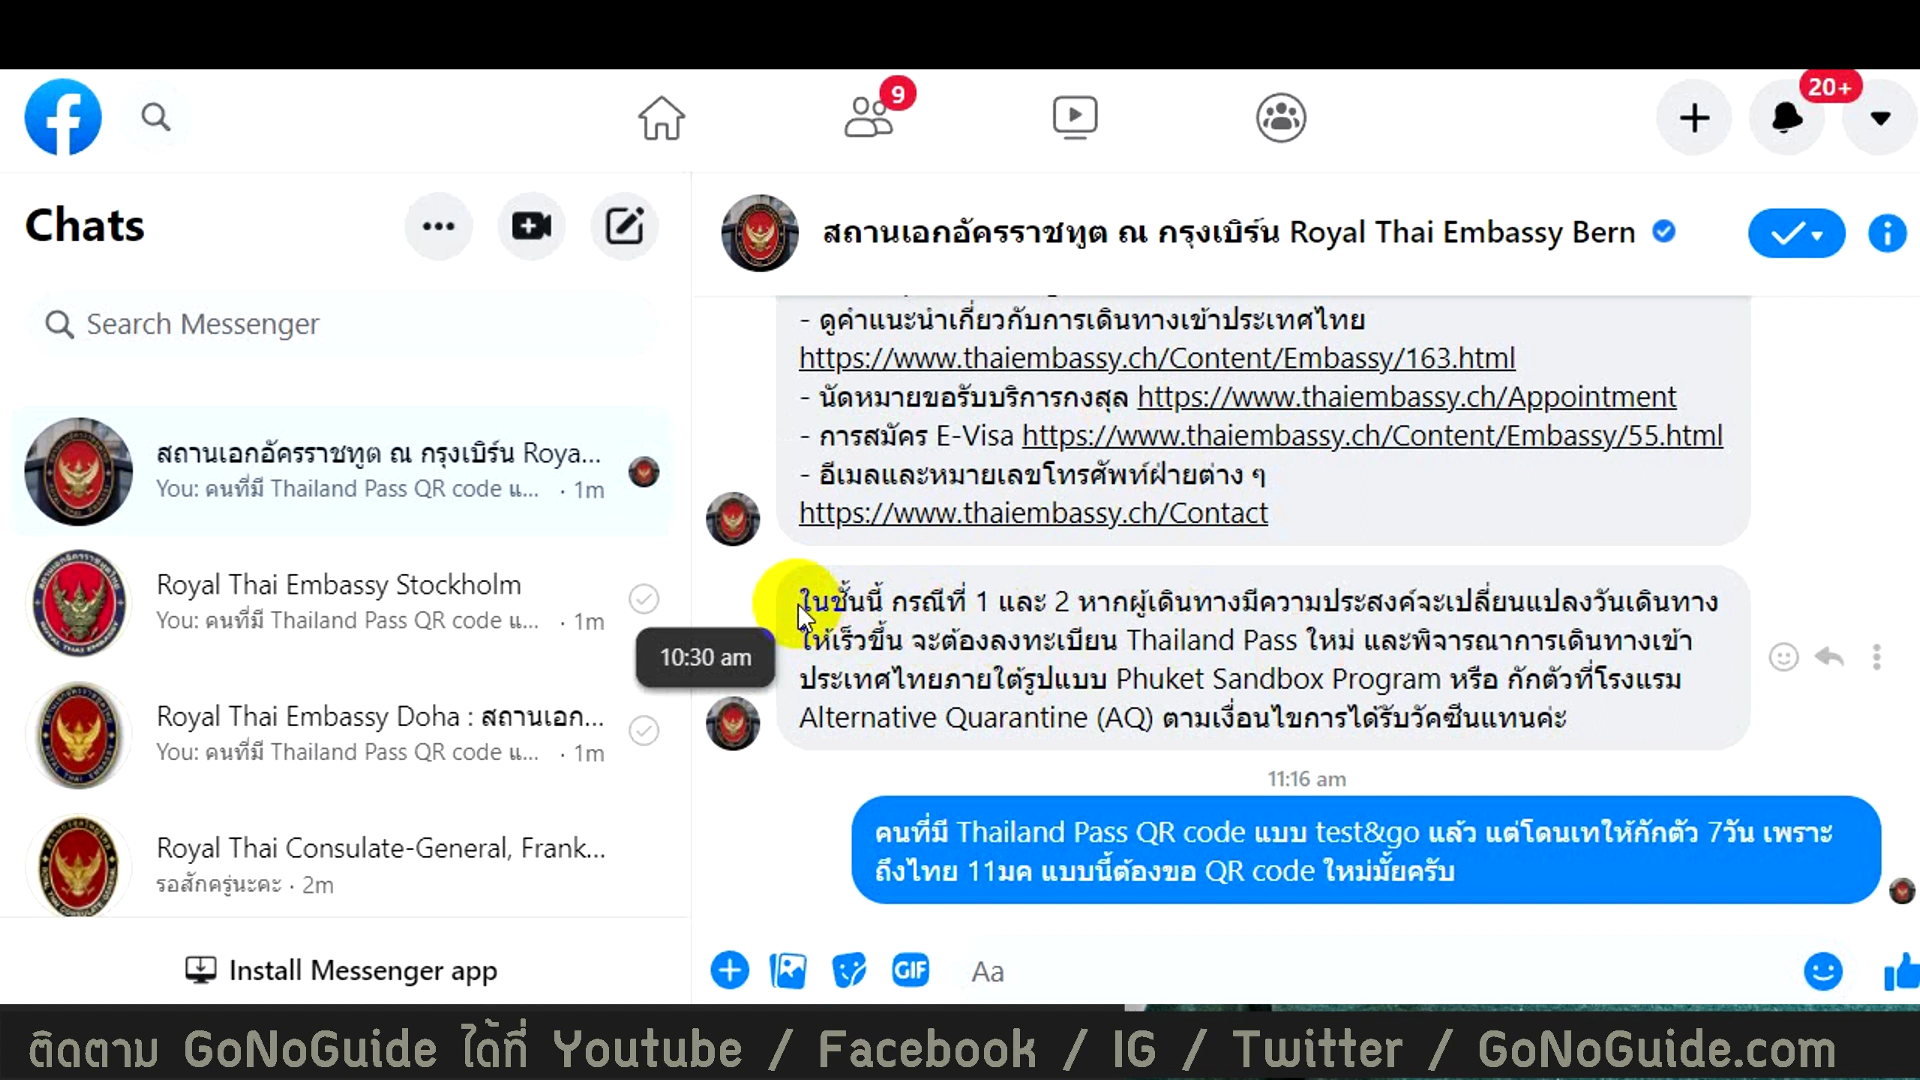 9
20+
Chats
สถานเอกอัครราชทูต ณ กรุงเบิร์น Royal Thai Embassy Bern
Search Messenger
สถานเอกอัครราชทูต ณ กรุงเบิร์น Roya...
You: คนที่มี Thailand Pass QR code แ... · 1m
Royal Thai Embassy Stockholm
You: คนที่มี Thailand Pass QR code แ... · 1m
Royal Thai Embassy Doha : สถานเอก...
You: คนที่มี Thailand Pass QR code แ... · 1m
Royal Thai Consulate-General, Frank...
รอสักครู่นะคะ · 2m
Install Messenger app
- ดูคำแนะนำเกี่ยวกับการเดินทางเข้าประเทศไทย
https://www.thaiembassy.ch/Content/Embassy/163.html
- นัดหมายขอรับบริการกงสุล https://www.thaiembassy.ch/Appointment
- การสมัคร E-Visa https://www.thaiembassy.ch/Content/Embassy/55.html
- อีเมลและหมายเลขโทรศัพท์ฝ่ายต่าง ๆ
https://www.thaiembassy.ch/Contact
ในชั้นนี้ กรณีที่ 1 และ 2 หากผู้เดินทางมีความประสงค์จะเปลี่ยนแปลงวันเดินทาง
ให้เร็วขึ้น จะต้องลงทะเบียน Thailand Pass ใหม่ และพิจารณาการเดินทางเข้า
ประเทศไทยภายใต้รูปแบบ Phuket Sandbox Program หรือ กักตัวที่โรงแรม
Alternative Quarantine (AQ) ตามเงื่อนไขการได้รับวัคซีนแทนค่ะ
10:30 am
11:16 am
คนที่มี Thailand Pass QR code แบบ test&go แล้ว แต่โดนเทให้กักตัว 7วัน เพราะ
ถึงไทย 11มค แบบนี้ต้องขอ QR code ใหม่มั้ยครับ
GIF
Aa
ติดตาม GoNoGuide ได้ที่ Youtube / Facebook / IG / Twitter / GoNoGuide.com